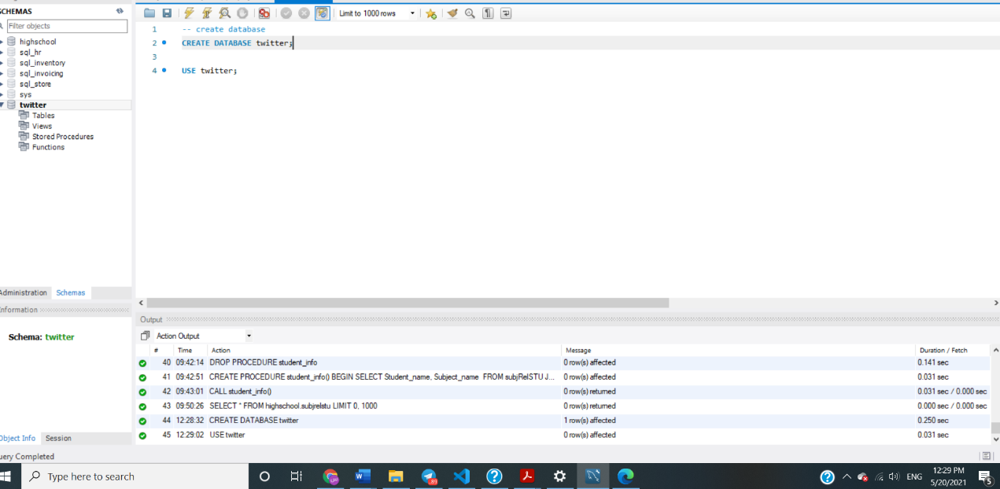 SCHEMAS
Filter objects
highschool
sql_hr
sql_inventory
sql_invoicing
sql_store
sys
twitter
Tables
Views
Stored Procedures
Functions
Administration Schemas
Information
Schema: twitter
Object Info Session
Limit to 1000 rows
1 -- create database
2 CREATE DATABASE twitter;
3
4 USE twitter;
Output
Action Output
# Time Action Message Duration / Fetch
40 09:42:14 DROP PROCEDURE student_info 0 row(s) affected 0.141 sec
41 09:42:51 CREATE PROCEDURE student_info() BEGIN SELECT Student_name, Subject_name FROM subjRelSTU J... 0 row(s) affected 0.031 sec
42 09:43:01 CALL student_info() 0 row(s) returned 0.031 sec / 0.000 sec
43 09:50:26 SELECT * FROM highschool.subjrelstu LIMIT 0, 1000 0 row(s) returned 0.000 sec / 0.000 sec
44 12:28:32 CREATE DATABASE twitter 1 row(s) affected 0.250 sec
45 12:29:02 USE twitter 0 row(s) affected 0.031 sec
uery Completed
Type here to search
89
ENG
12:29 PM
5/20/2021
5